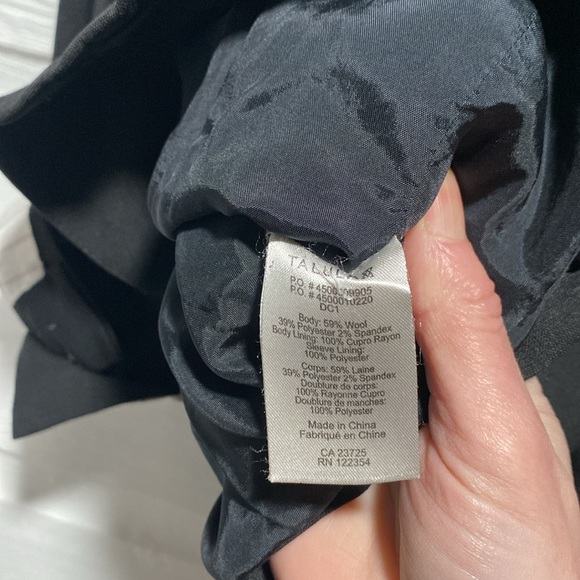 TALULA
P.O. #4500009905
P.O. #4500010220
DC1
Body: 59% Wool
39% Polyester 2% Spandex
Body Lining: 100% Cupro Rayon
Sleeve Lining:
100% Polyester
Corps: 59% Laine
39% Polyester 2% Spandex
Doublure de corps:
100% Rayonne Cupro
Doublure de manches:
100% Polyester
Made in China
Fabriqué en Chine
CA 23725
RN 122354